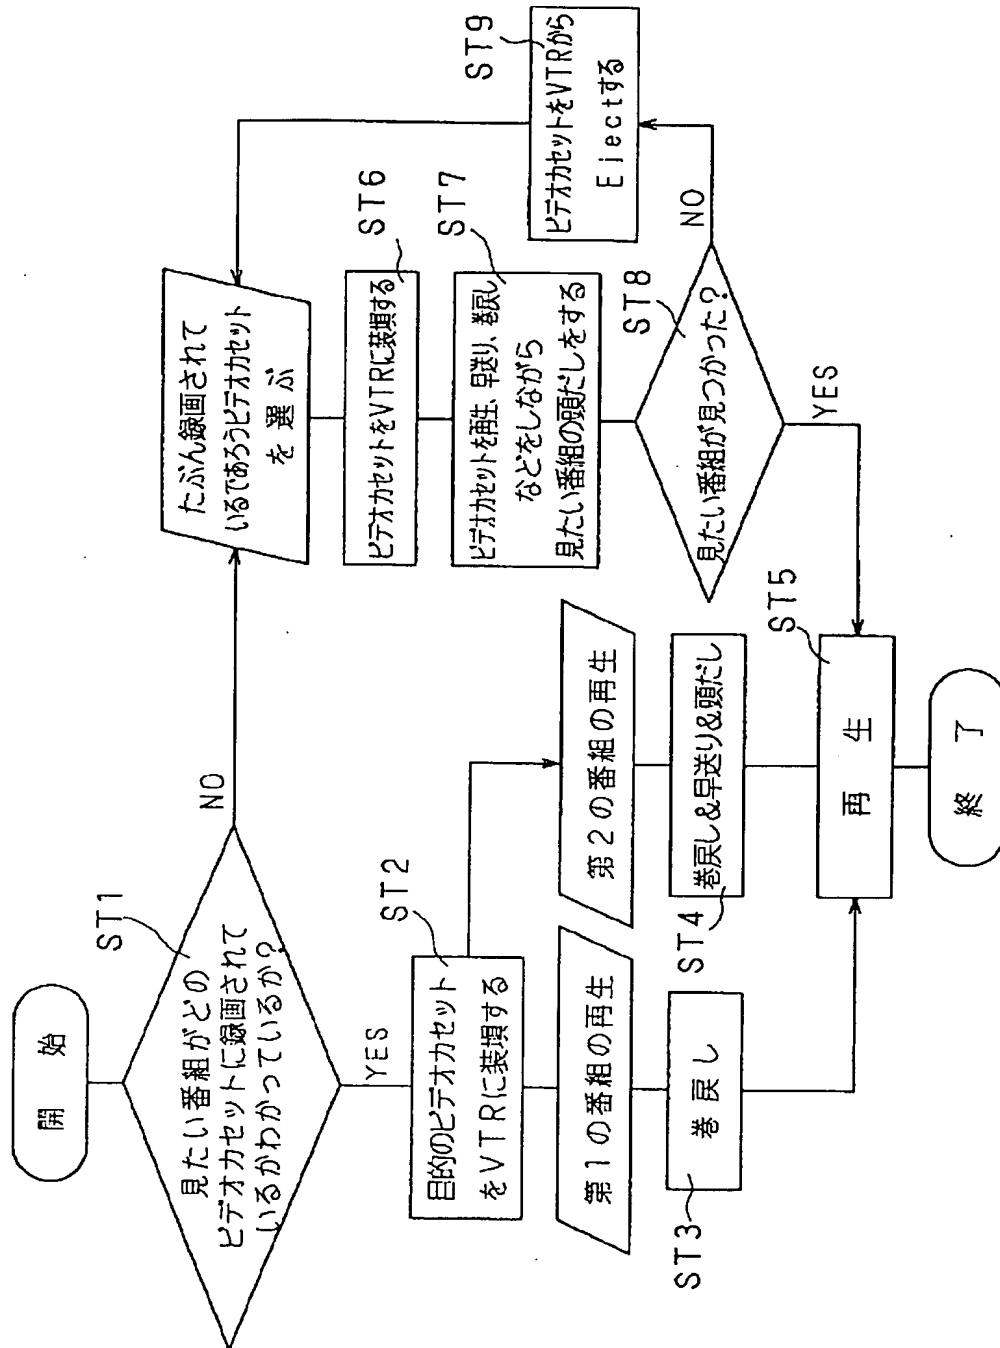 開始
ST1
見たい番組がどの
ビデオカセットに録画されて
いるかわかっているか?
YES
NO
ST2
目的のビデオカセット
をVTRに装填する
第1の番組の再生
第2の番組の再生
ST3
巻戻し
ST4
巻戻し&早送り&頭だし
ST5
再生
終了
たぶん録画されて
いるであろうビデオカセット
を選ぶ
ST6
ビデオカセットをVTRに装填する
ST7
ビデオカセットを再生、早送り、巻戻し
などをしながら
見たい番組の頭だしをする
ST8
見たい番組が見つかった?
YES
NO
ST9
ビデオカセットをVTRから
Ejectする